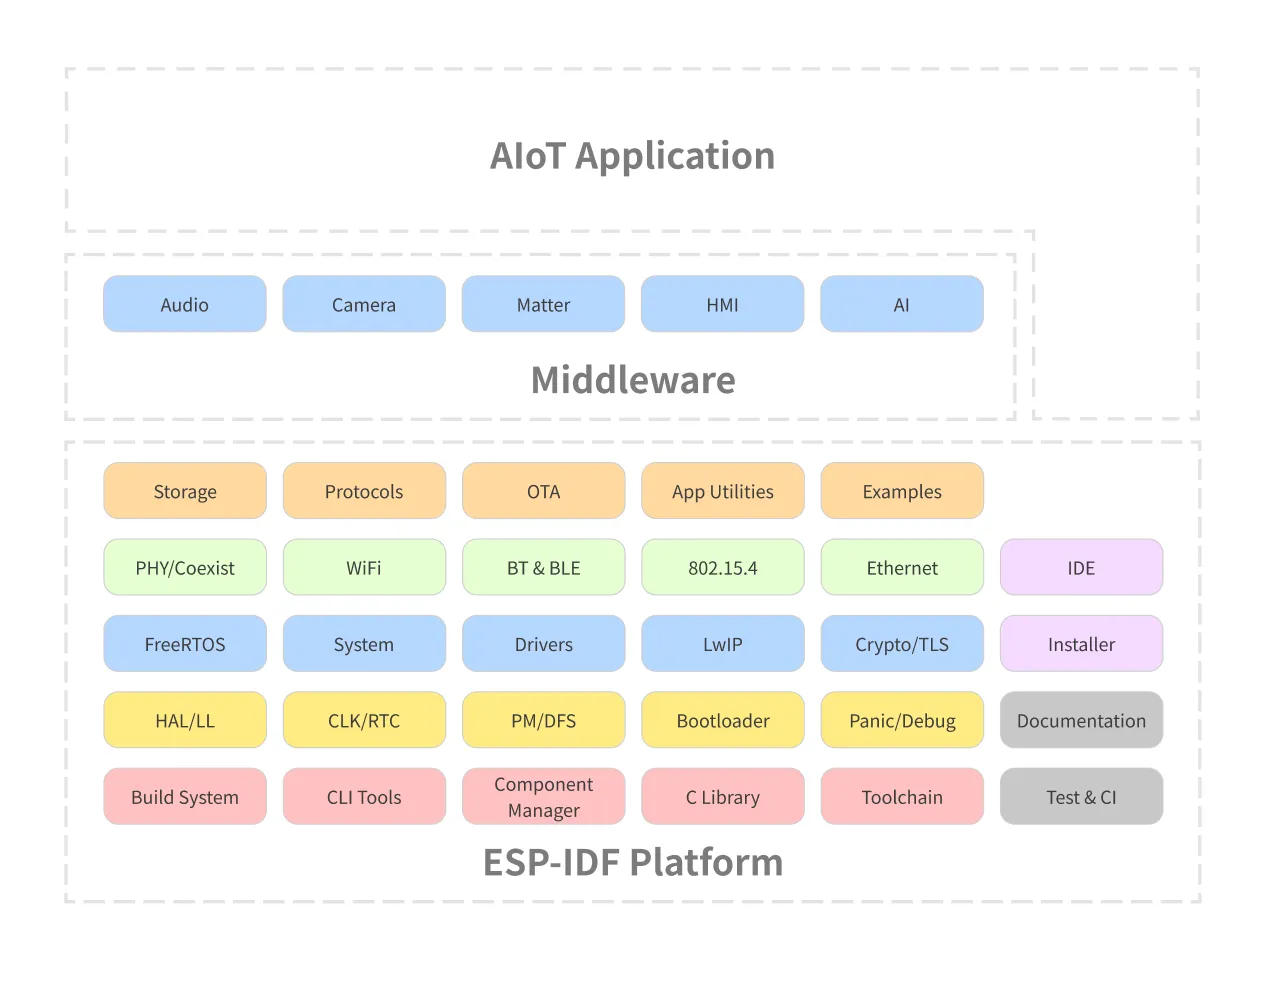 AIoT Application
Audio
Camera
Matter
HMI
AI
Middleware
Storage
Protocols
OTA
App Utilities
Examples
PHY/Coexist
WiFi
BT & BLE
802.15.4
Ethernet
IDE
FreeRTOS
System
Drivers
LwIP
Crypto/TLS
Installer
HAL/LL
CLK/RTC
PM/DFS
Bootloader
Panic/Debug
Documentation
Build System
CLI Tools
Component
Manager
C Library
Toolchain
Test & CI
ESP-IDF Platform